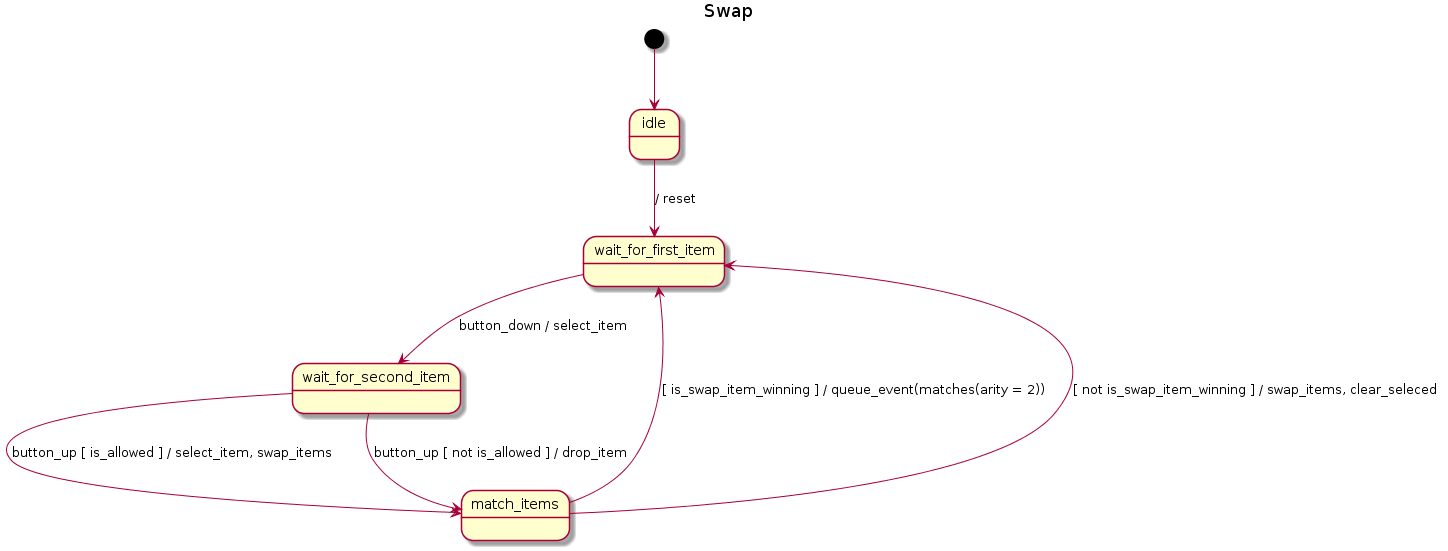 Swap
idle
/ reset
wait_for_first_item
button_down / select_item
wait_for_second_item
[ is_swap_item_winning ] / queue_event(matches(arity = 2))
[ not is_swap_item_winning ] / swap_items, clear_seleced
button_up [ is_allowed ] / select_item, swap_items
button_up [ not is_allowed ] / drop_item
match_items